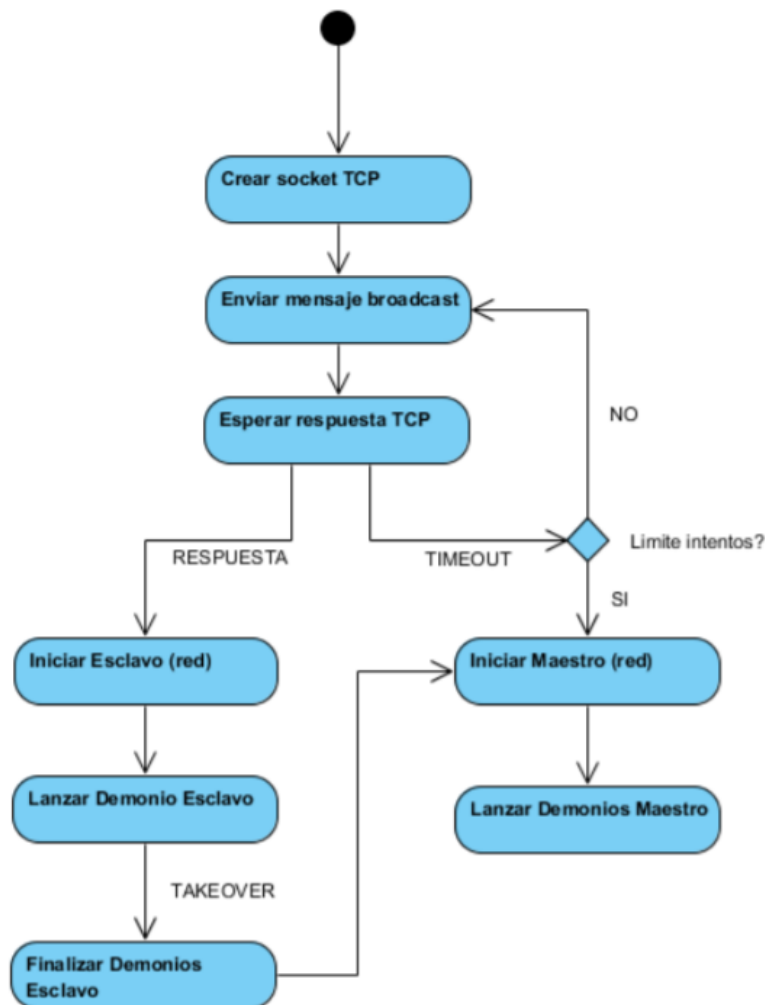 Crear socket TCP
Enviar mensaje broadcast
Esperar respuesta TCP
NO
RESPUESTA
TIMEOUT
Limite intentos?
SI
Iniciar Esclavo (red)
Iniciar Maestro (red)
Lanzar Demonio Esclavo
Lanzar Demonios Maestro
TAKEOVER
Finalizar Demonios
Esclavo